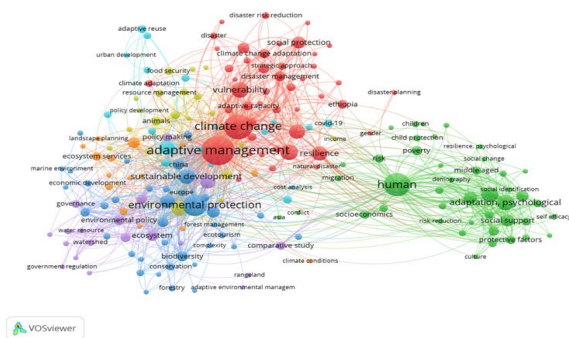 disaster risk reduction
adaptive reuse
disaster
social protection
urban development
climate change adaptation
strategic approach
food security
disaster management
climate adaptation
vulnerability
resource management
disaster planning
adaptive capacity
ethiopia
policy development
animals
climate change
covid-19
children
landscape planning
policy making
income
gender
child protection
resilience, psychological
adaptive management
poverty
ecosystem services
resilience
risk
social change
china
natural disaster
middle aged
marine environment
sustainable development
migration
demography
economic development
human
social identification
europe
cost analysis
governance
environmental protection
adaptation, psychological
asia
conflict
socioeconomics
self efficacy
environmental policy
forest management
risk reduction
social support
water resource
ecosystem
ecotourism
watershed
complexity
comparative study
protective factors
biodiversity
culture
government regulation
conservation
climate conditions
rangeland
forestry
adaptive environmental managem
VOSviewer